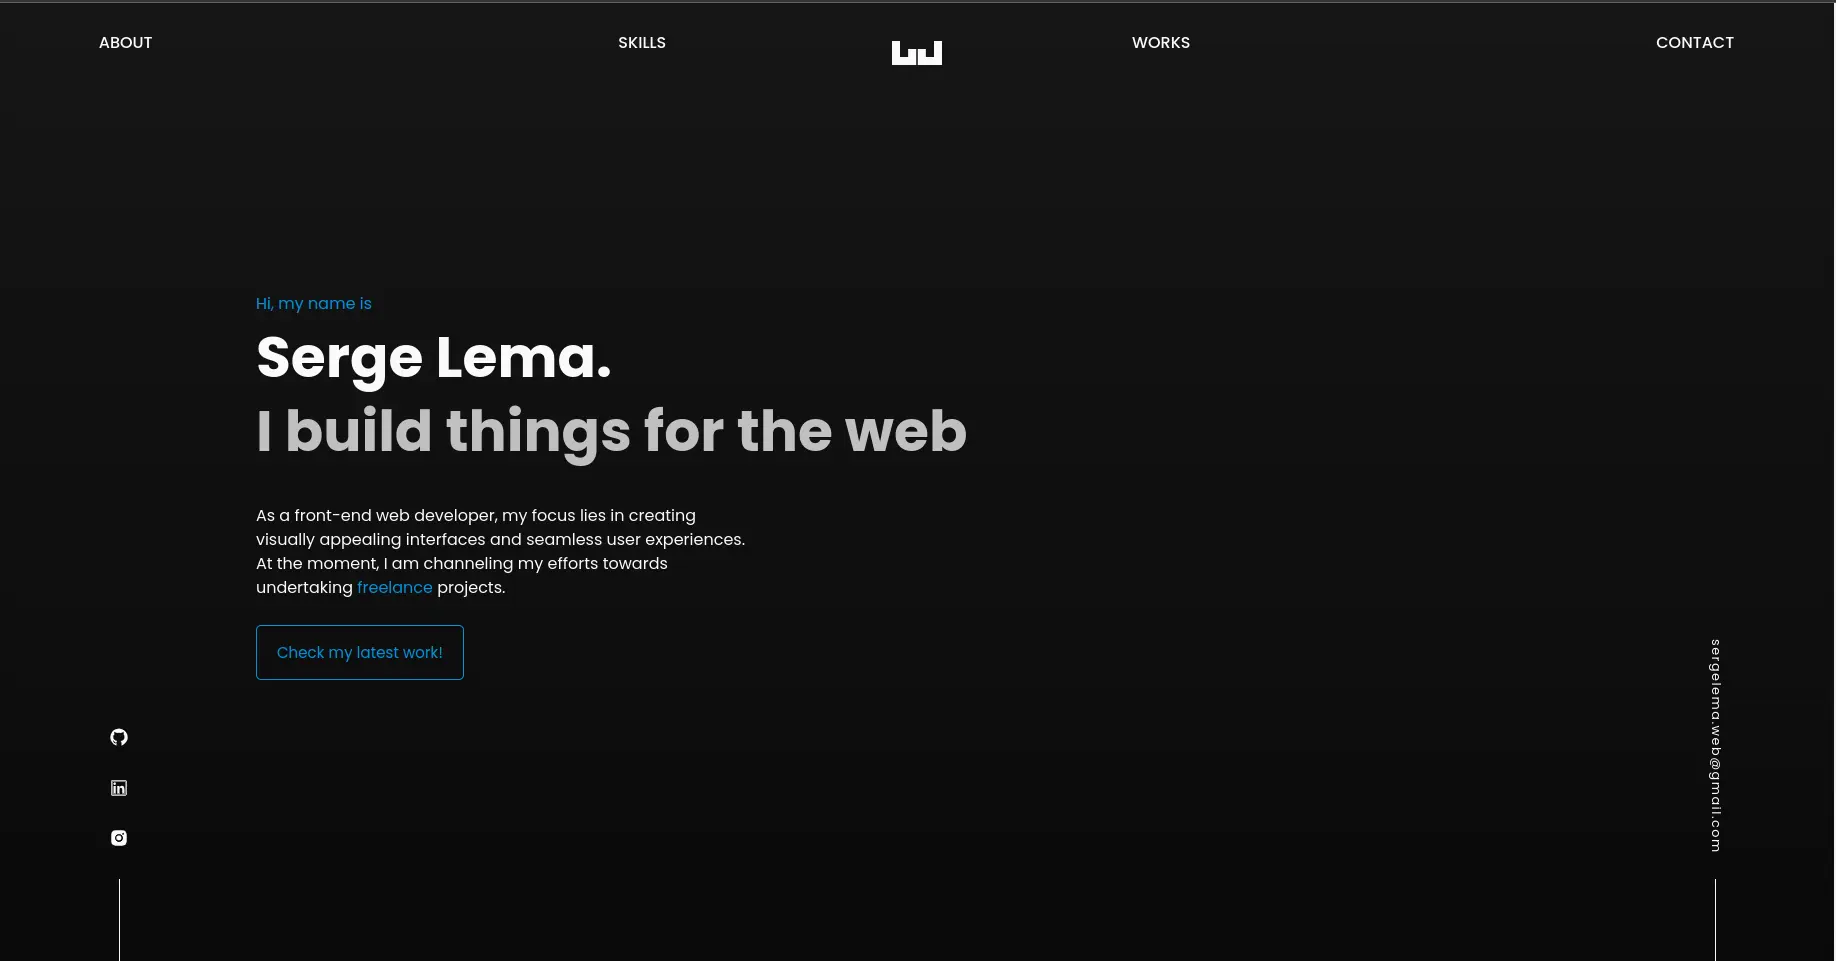 ABOUT
SKILLS
WORKS
CONTACT
Hi, my name is
Serge Lema.
I build things for the web
As a front-end web developer, my focus lies in creating
visually appealing interfaces and seamless user experiences.
At the moment, I am channeling my efforts towards
undertaking freelance projects.
Check my latest work!
sergelema.web@gmail.com